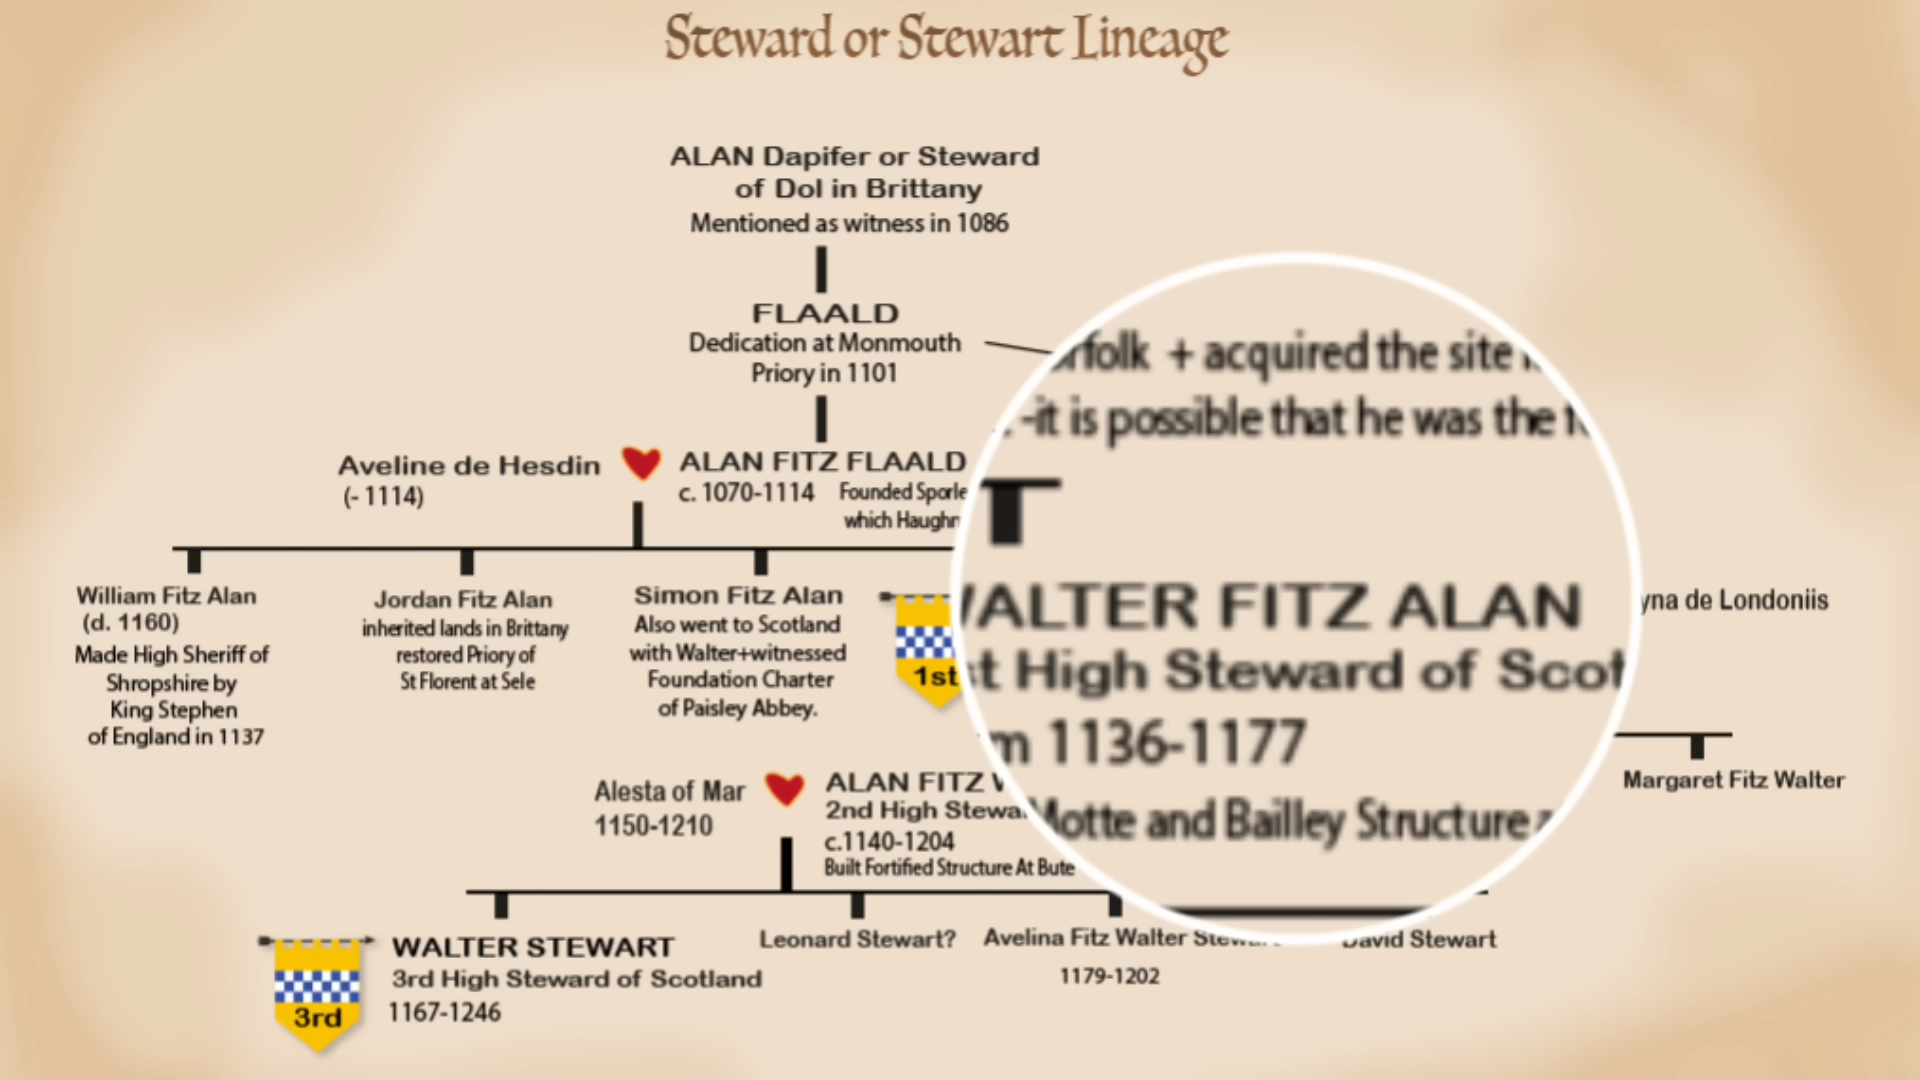 Steward or Stewart Lineage
ALAN Dapifer or Steward
of Dol in Brittany
Mentioned as witness in 1086
FLAALD
Dedication at Monmouth
Priory in 1101
+ acquired the site
-it is possible that he was the
Aveline de Hesdin
(- 1114)
ALAN FITZ FLAALD
c. 1070-1114
Founded Sporle
which
William Fitz Alan
(d. 1160)
Made High Sheriff of
Shropshire by
King Stephen
of England in 1137
Jordan Fitz Alan
inherited lands in Brittany
restored Priory of
St Florent at Sele
Simon Fitz Alan
Also went to Scotland
with Walter+witnessed
Foundation Charter
of Paisley Abbey.
1st
WALTER FITZ ALAN
High Steward of
1136-1177
Motte and Bailley Structure
de Londoniis
Margaret Fitz Walter
Alesta of Mar
1150-1210
ALAN FITZ
2nd High
c.1140-1204
Built Fortified Structure At Bute
3rd
WALTER STEWART
3rd High Steward of Scotland
1167-1246
Leonard Stewart?
Avelina Fitz Walter Stewart
1179-1202
David Stewart